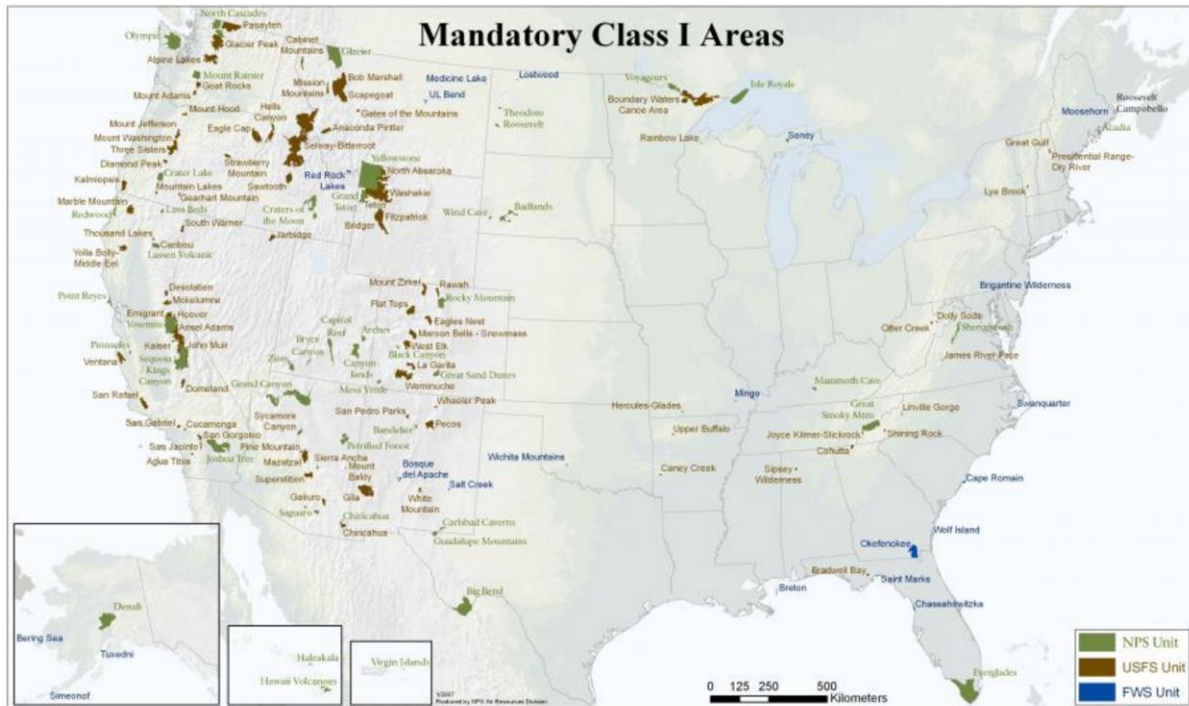 Mandatory Class I Areas
North Cascades
Pasayten
Olympic
Glacier Peak
Alpine Lakes
Mount Rainier
Goat Rocks
Mount Adams
Cabinet
Mountains
Glacier
Mission
Mountains
Bob Marshall
Scapegoat
Medicine Lake
UL Bend
Lostwood
Gates of the Mountains
Theodore
Roosevelt
Voyageurs
Isle Royale
Boundary Waters
Canoe Area
Rainbow Lake
Seney
Moosehorn
Roosevelt
Campobello
Acadia
Great Gulf
Presidential Range-
Dry River
Lye Brook
Mount Hood
Hells
Canyon
Eagle Cap
Anaconda Pintler
Selway-Bitterroot
Mount Jefferson
Mount Washington
Three Sisters
Diamond Peak
Strawberry
Mountain
Sawtooth
Red Rock
Lakes
Yellowstone
North Absaroka
Washakie
Grand
Teton
Teton
Fitzpatrick
Bridger
Wind Cave
Badlands
Crater Lake
Kalmiopsis
Mountain Lakes
Gearhart Mountain
Marble Mountain
Redwood
Lava Beds
South Warner
Craters of
the Moon
Jarbidge
Thousand Lakes
Caribou
Lassen Volcanic
Yolla Bolly-
Middle Eel
Point Reyes
Desolation
Mokelumne
Emigrant
Hoover
Yosemite
Ansel Adams
Pinnacles
Kaiser
John Muir
Ventana
Sequoia
Kings
Canyon
Domeland
San Rafael
San Gabriel
Cucamonga
San Gorgonio
San Jacinto
Agua Tibia
Joshua Tree
Mount Zirkel
Rawah
Rocky Mountain
Flat Tops
Eagles Nest
Maroon Bells - Snowmass
West Elk
Black Canyon
La Garita
Great Sand Dunes
Weminuche
Capitol
Reef
Arches
Bryce
Canyon
Canyon-
lands
Zion
Mesa Verde
Grand Canyon
Sycamore
Canyon
Pine Mountain
Mazatzal
Superstition
Sierra Ancha
Petrified Forest
Mount
Baldy
Galiuro
Saguaro
Gila
Chiricahua
Chiricahua
San Pedro Parks
Wheeler Peak
Bandelier
Pecos
Bosque
del Apache
White
Mountain
Salt Creek
Carlsbad Caverns
Guadalupe Mountains
Wichita Mountains
Big Bend
Hercules-Glades
Mingo
Upper Buffalo
Caney Creek
Mammoth Cave
Great
Smoky Mtns
Joyce Kilmer-Slickrock
Cohutta
Shining Rock
Linville Gorge
Sipsey
Wilderness
Brigantine Wilderness
Dolly Sods
Otter Creek
Shenandoah
James River Face
Swanquarter
Cape Romain
Wolf Island
Okefenokee
Bradwell Bay
Saint Marks
Breton
Chassahowitzka
Everglades
Denali
Bering Sea
Tuxedni
Simeonof
Haleakala
Hawaii Volcanoes
Virgin Islands
1/2007
Produced by NPS Air Resources Division
0 125 250 500
Kilometers
NPS Unit
USFS Unit
FWS Unit